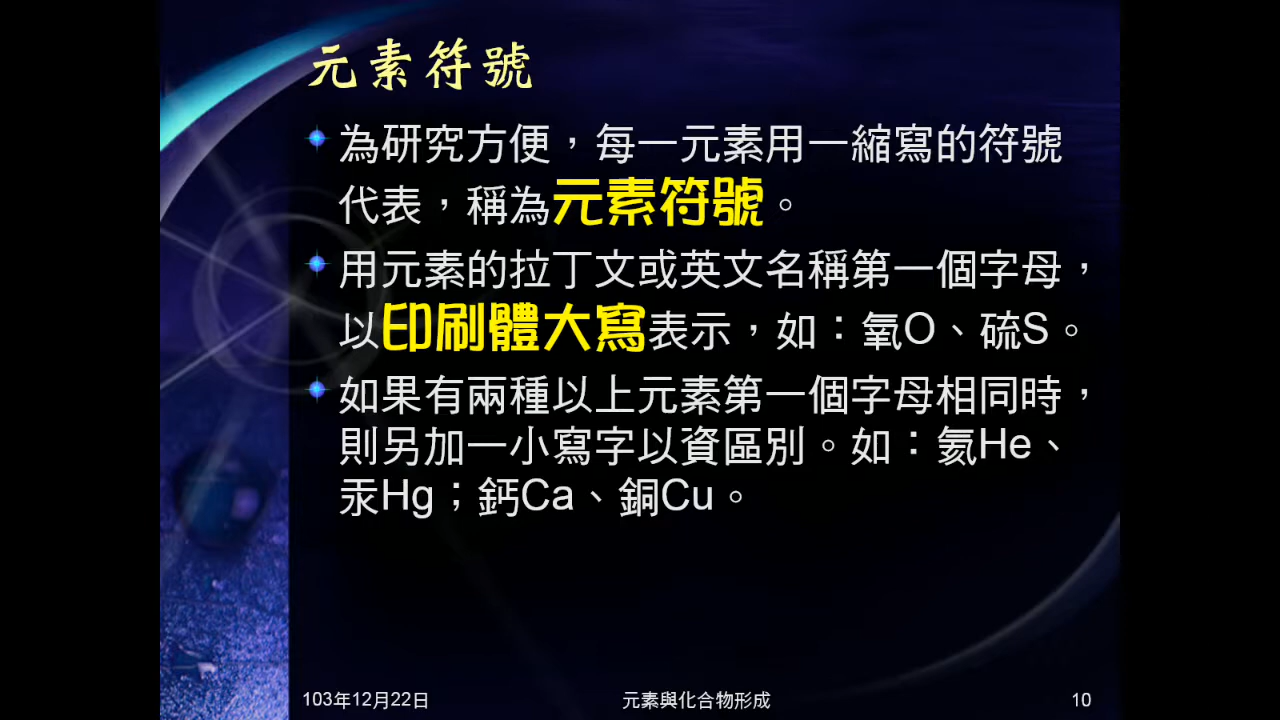 元素符號
為研究方便，每一元素用一縮寫的符號
代表，稱為元素符號。
用元素的拉丁文或英文名稱第一個字母，
以印刷體大寫表示，如：氧O、硫S。
如果有兩種以上元素第一個字母相同時，
則另加一小寫字以資區別。如：氦He、
汞Hg；鈣Ca、銅Cu。
103年12月22日
元素與化合物形成
10